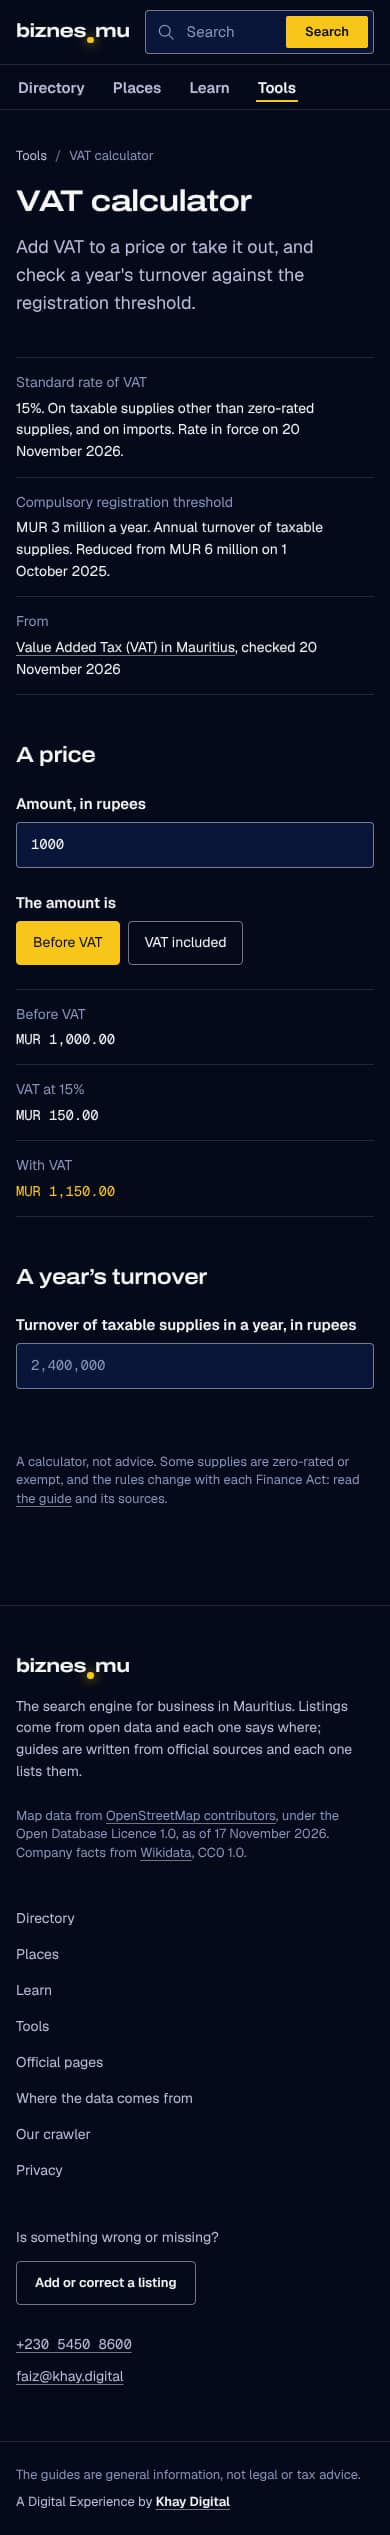 biznes.mu
Search
Search
Directory
Places
Learn
Tools
Tools / VAT calculator
VAT calculator
Add VAT to a price or take it out, and
check a year's turnover against the
registration threshold.
Standard rate of VAT
15%. On taxable supplies other than zero-rated
supplies, and on imports. Rate in force on 20
November 2026.
Compulsory registration threshold
MUR 3 million a year. Annual turnover of taxable
supplies. Reduced from MUR 6 million on 1
October 2025.
From
Value Added Tax (VAT) in Mauritius, checked 20
November 2026
A price
Amount, in rupees
1000
The amount is
Before VAT
VAT included
Before VAT
MUR 1,000.00
VAT at 15%
MUR 150.00
With VAT
MUR 1,150.00
A year’s turnover
Turnover of taxable supplies in a year, in rupees
2,400,000
A calculator, not advice. Some supplies are zero-rated or
exempt, and the rules change with each Finance Act: read
the guide and its sources.
biznes.mu
The search engine for business in Mauritius. Listings
come from open data and each one says where;
guides are written from official sources and each one
lists them.
Map data from OpenStreetMap contributors, under the
Open Database Licence 1.0, as of 17 November 2026.
Company facts from Wikidata, CC0 1.0.
Directory
Places
Learn
Tools
Official pages
Where the data comes from
Our crawler
Privacy
Is something wrong or missing?
Add or correct a listing
+230 5450 8600
faiz@khay.digital
The guides are general information, not legal or tax advice.
A Digital Experience by Khay Digital